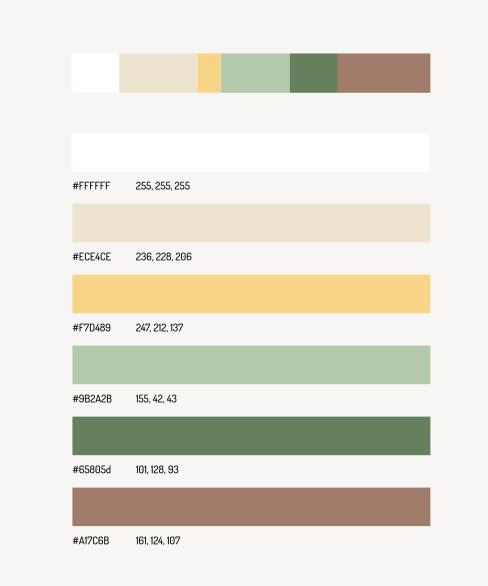 #FFFFFF 255, 255, 255
#ECE4CE 236, 228, 206
#F7D489 247, 212, 137
#9B2A2B 155, 42, 43
#65805d 101, 128, 93
#A17C6B 161, 124, 107